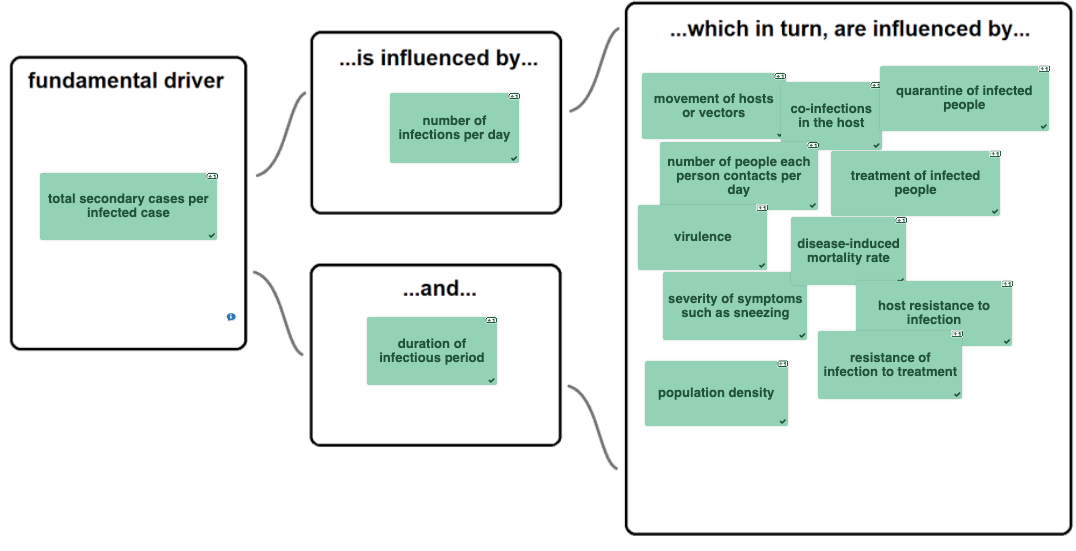 fundamental driver
total secondary cases per
infected case
...is influenced by...
number of
infections per day
...and...
duration of
infectious period
...which in turn, are influenced by...
movement of hosts
or vectors
co-infections
in the host
quarantine of infected
people
number of people each
person contacts per
day
treatment of infected
people
virulence
disease-induced
mortality rate
severity of symptoms
such as sneezing
host resistance to
infection
resistance of
infection to treatment
population density